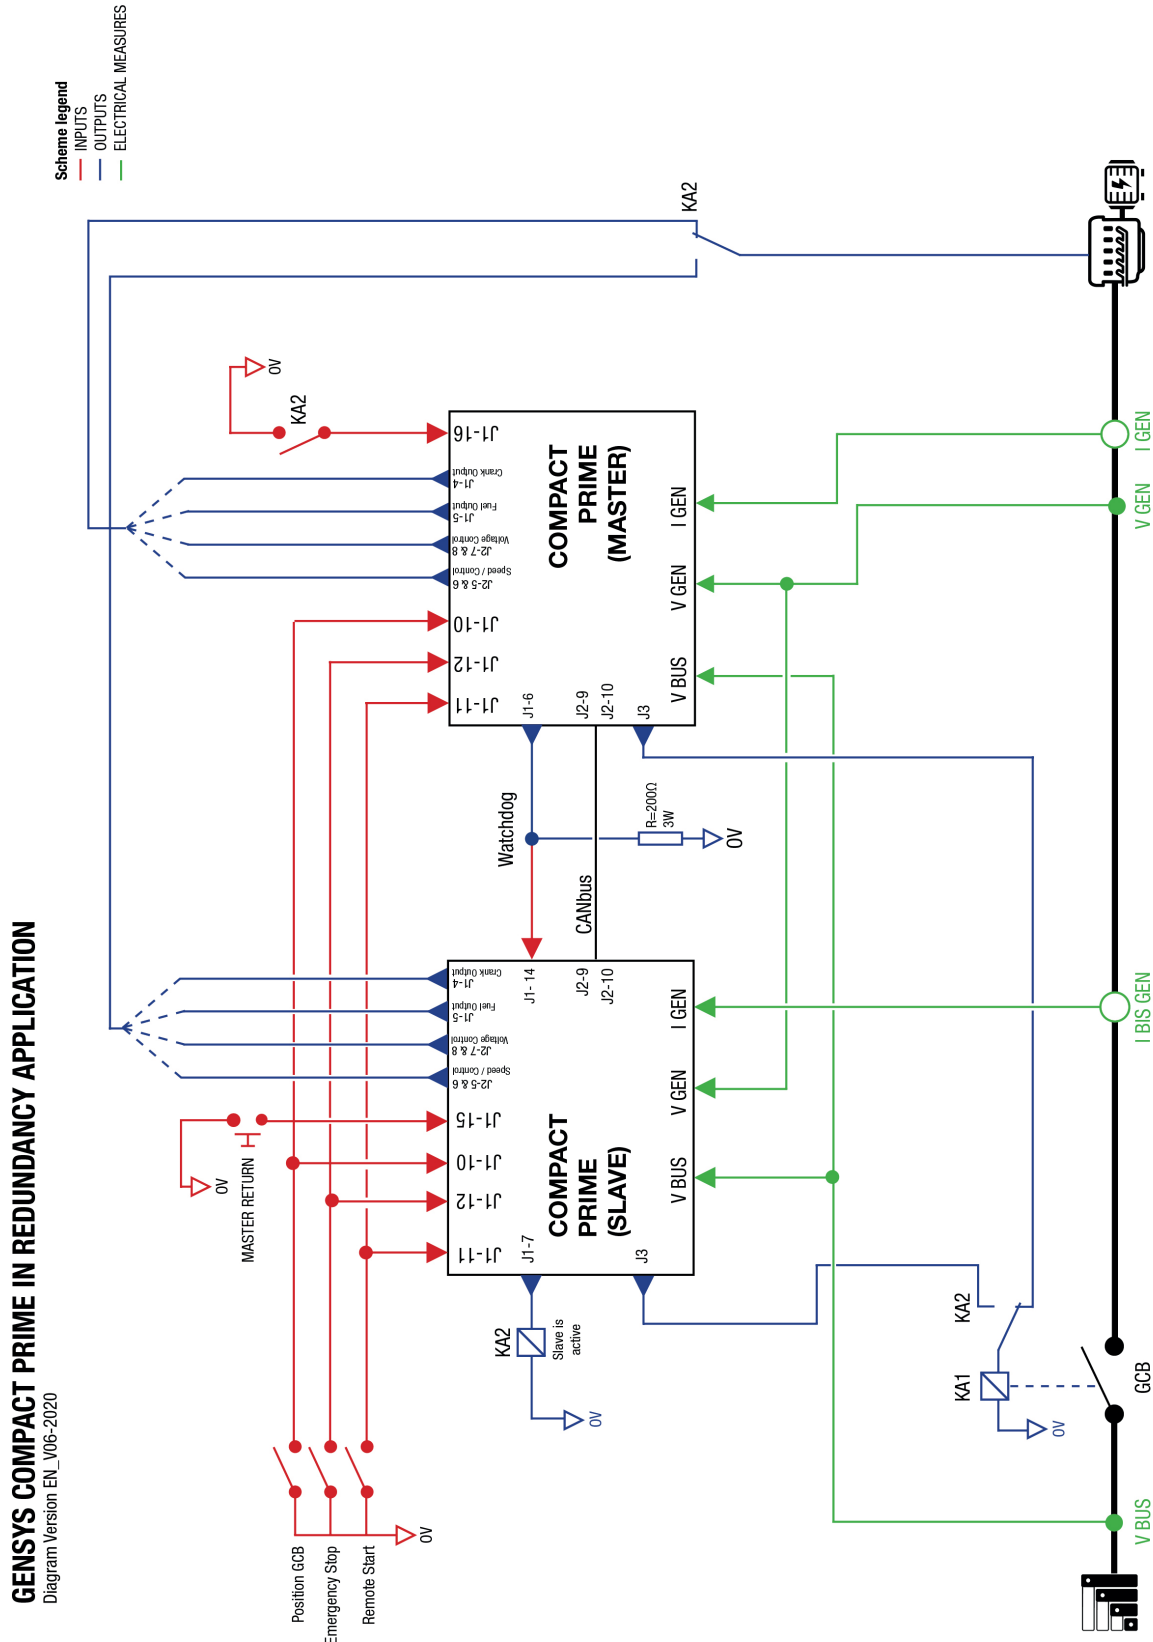 GENSYS COMPACT PRIME IN REDUNDANCY APPLICATION
Diagram Version EN_V06-2020
Scheme legend
INPUTS
OUTPUTS
ELECTRICAL MEASURES
Position GCB
Emergency Stop
Remote Start
0V
0V
MASTER RETURN
0V
KA2
KA2
J1-11
J1-12
J1-10
J1-15
J2-5 & 6
Speed / Control
J2-7 & 8
Voltage Control
J1-5
Fuel Output
J1-4
Crank Output
J1-7
J1- 14
COMPACT
PRIME
(SLAVE)
J2-9
J2-10
J3
V BUS
V GEN
I GEN
KA2
Slave is
active
0V
Watchdog
CANbus
R=200Ω
3W
0V
J1-11
J1-12
J1-10
J2-5 & 6
Speed / Control
J2-7 & 8
Voltage Control
J1-5
Fuel Output
J1-4
Crank Output
J1-16
J1-6
COMPACT
PRIME
(MASTER)
J2-9
J2-10
J3
V BUS
V GEN
I GEN
KA1
KA2
0V
V BUS
GCB
I BIS GEN
V GEN
I GEN